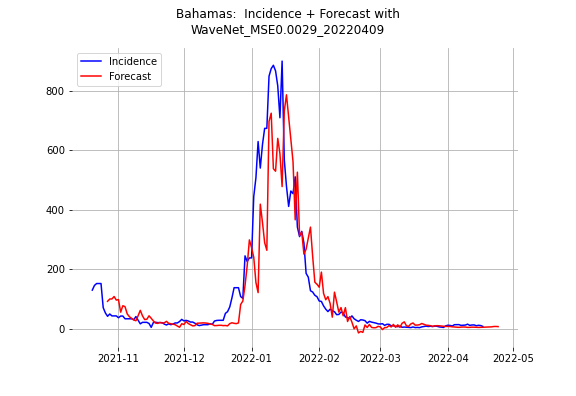 Bahamas:  Incidence + Forecast with
WaveNet_MSE0.0029_20220409
Incidence
Forecast
800
600
400
200
0
2021-11 2021-12 2022-01 2022-02 2022-03 2022-04 2022-05